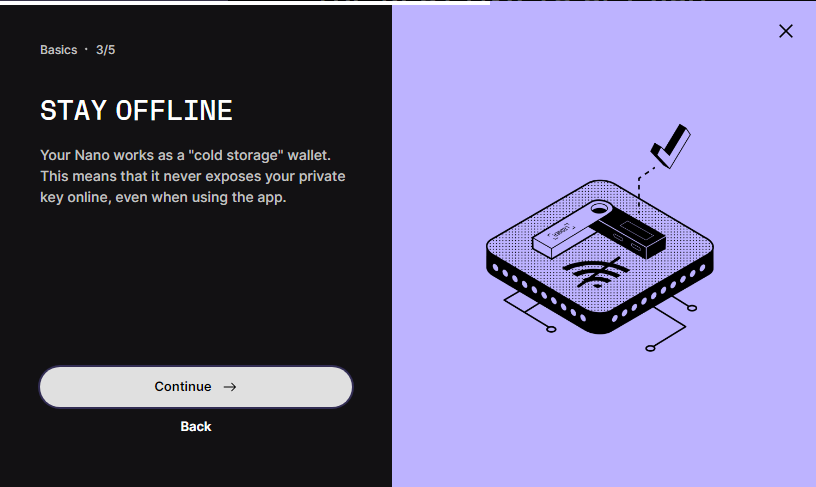 Basics · 3/5
STAY OFFLINE
Your Nano works as a "cold storage" wallet.
This means that it never exposes your private
key online, even when using the app.
Continue →
Back